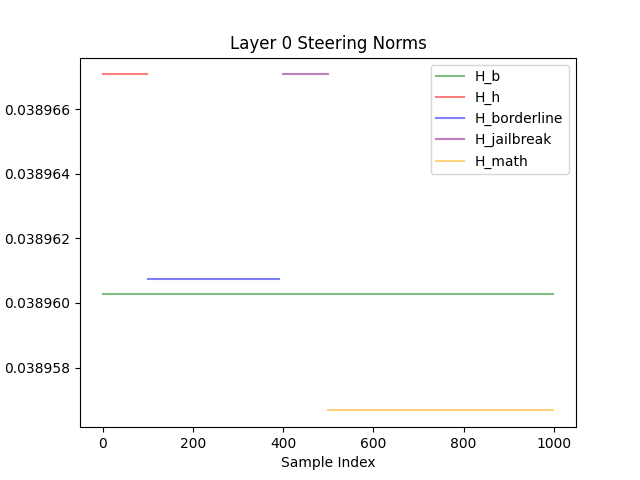 Layer 0 Steering Norms
0.038966
0.038964
0.038962
0.038960
0.038958
H_b
H_h
H_borderline
H_jailbreak
H_math
0 200 400 600 800 1000
Sample Index